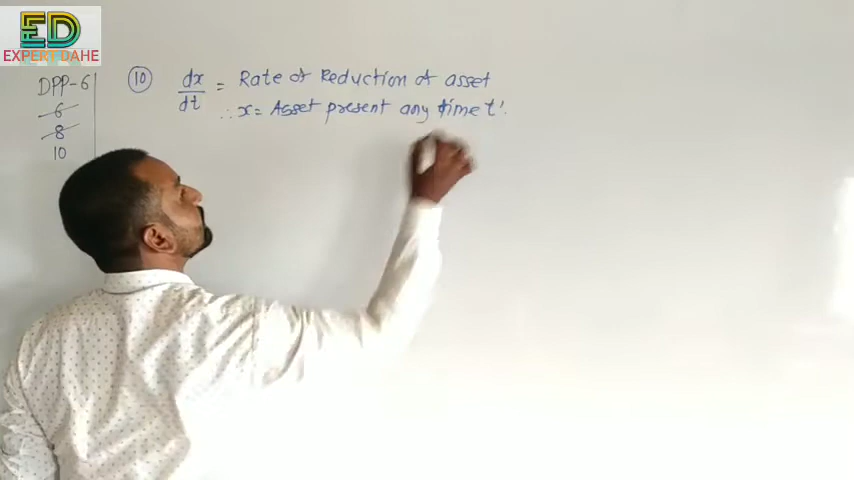 ED
EXPERT DAHE
DPP-6
6
8
10
10 dx/dt = Rate of Reduction of asset
∴ x = Asset present any time t'.